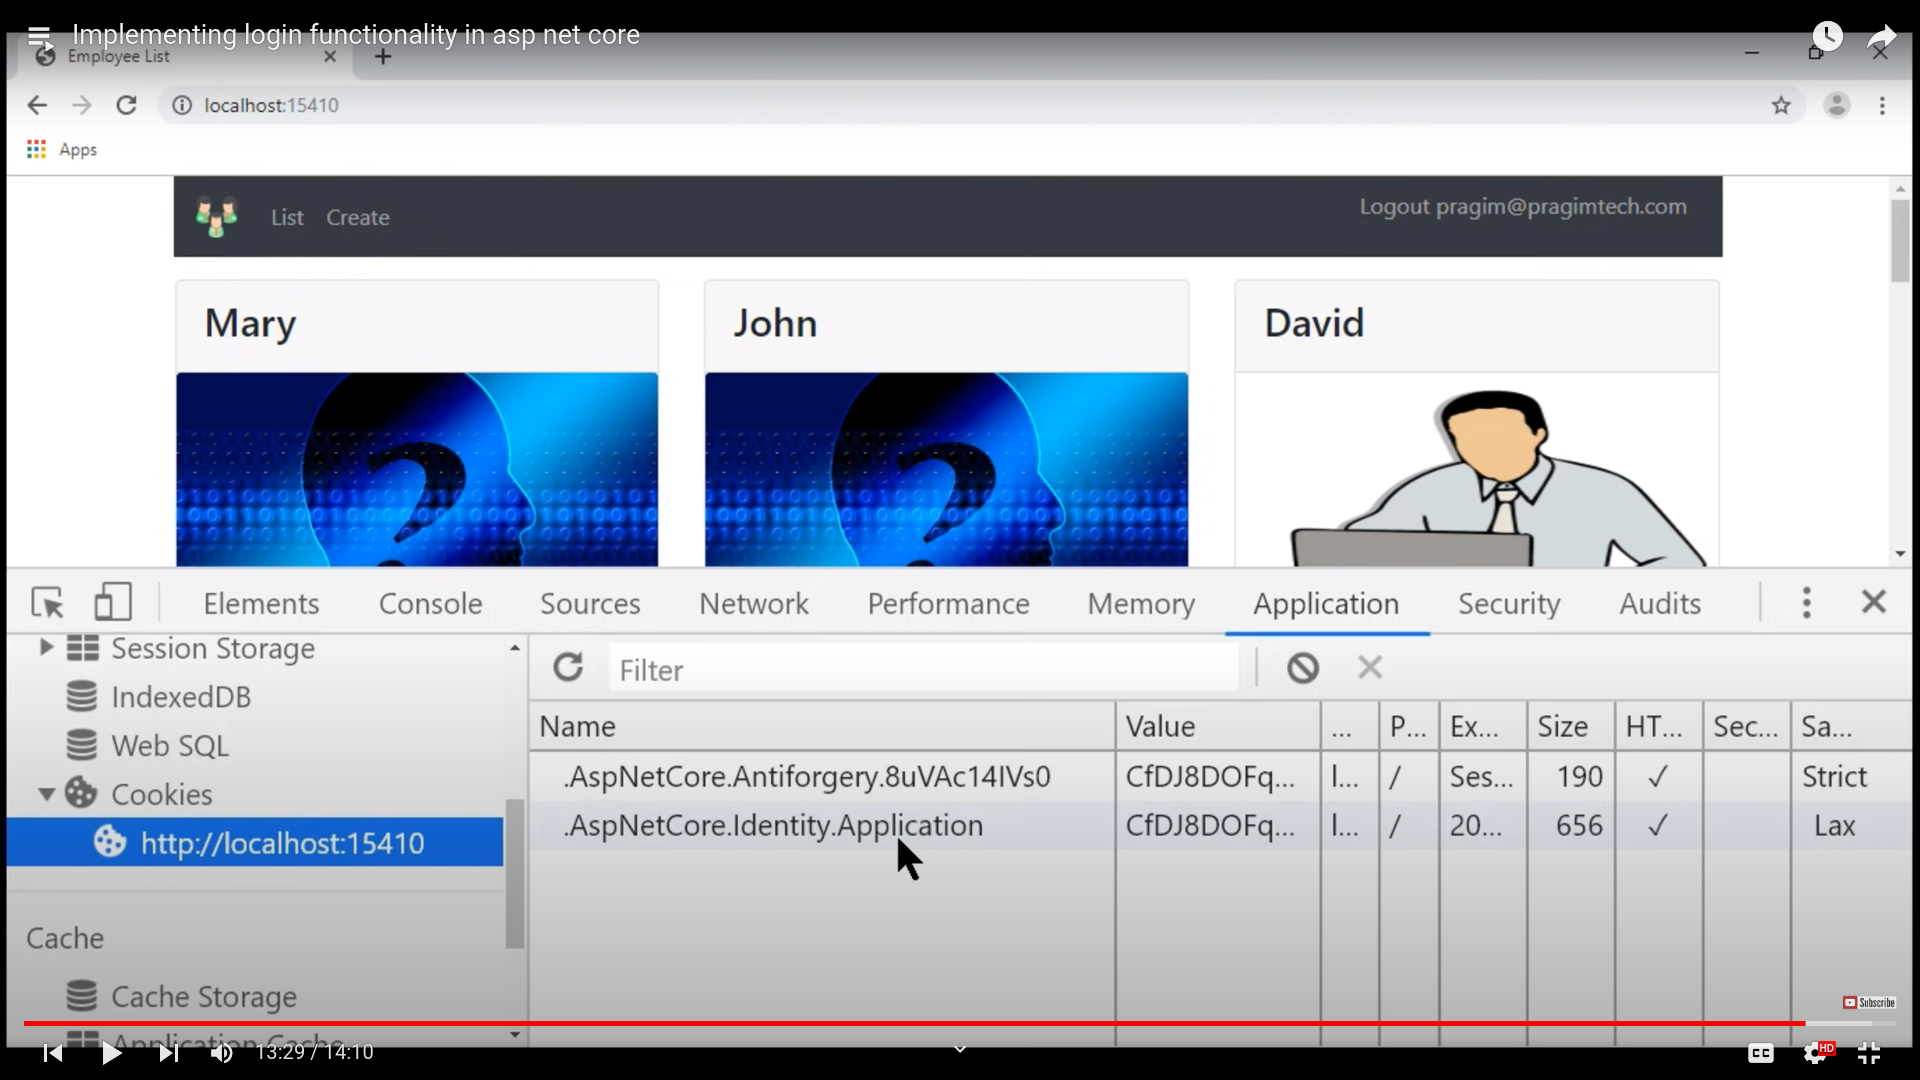 Implementing login functionality in asp net core
Employee List
localhost:15410
Apps
List Create Logout pragim@pragimtech.com
Mary John David
Elements Console Sources Network Performance Memory Application Security Audits
Session Storage
IndexedDB
Web SQL
Cookies
http://localhost:15410
Cache
Cache Storage
Application Cache
Filter
Name Value ... P... Ex... Size HT... Sec... Sa...
.AspNetCore.Antiforgery.8uVAc14IVs0 CfDJ8DOFq... l... / Ses... 190 ✓ Strict
.AspNetCore.Identity.Application CfDJ8DOFq... l... / 20... 656 ✓ Lax
Subscribe
13:29 / 14:10
CC
HD